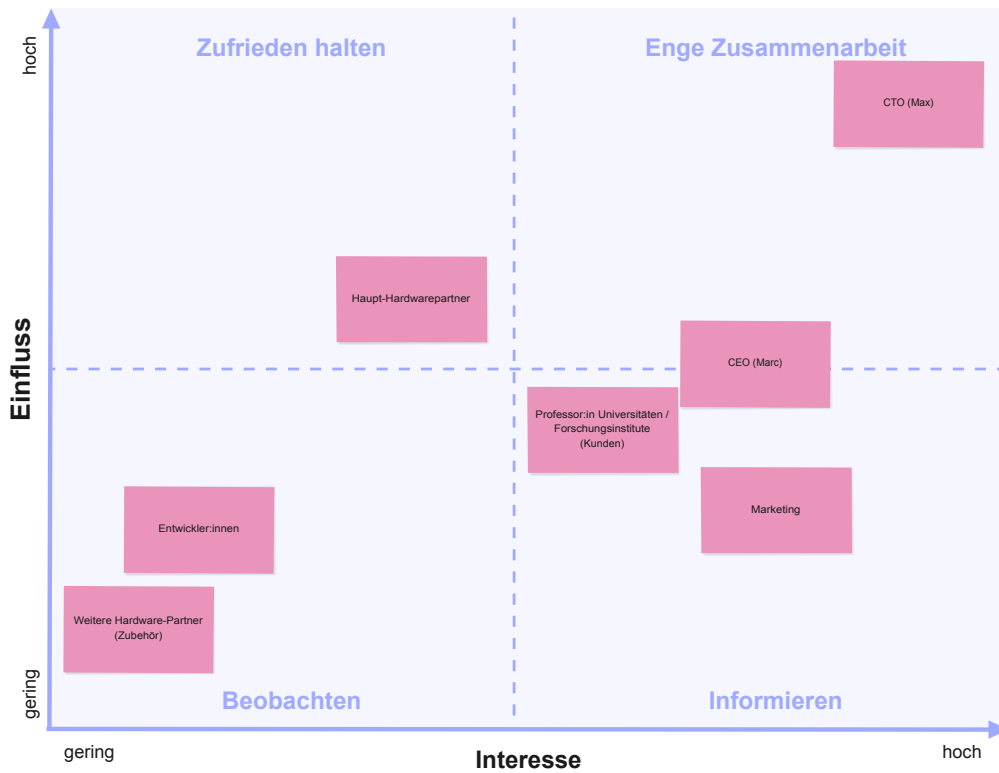 hoch
Zufrieden halten
Enge Zusammenarbeit
CTO (Max)
Haupt-Hardwarepartner
CEO (Marc)
Einfluss
Professor:in Universitäten /
Forschungsinstitute
(Kunden)
Marketing
Entwickler:innen
Weitere Hardware-Partner
(Zubehör)
gering
Beobachten
Informieren
gering
Interesse
hoch